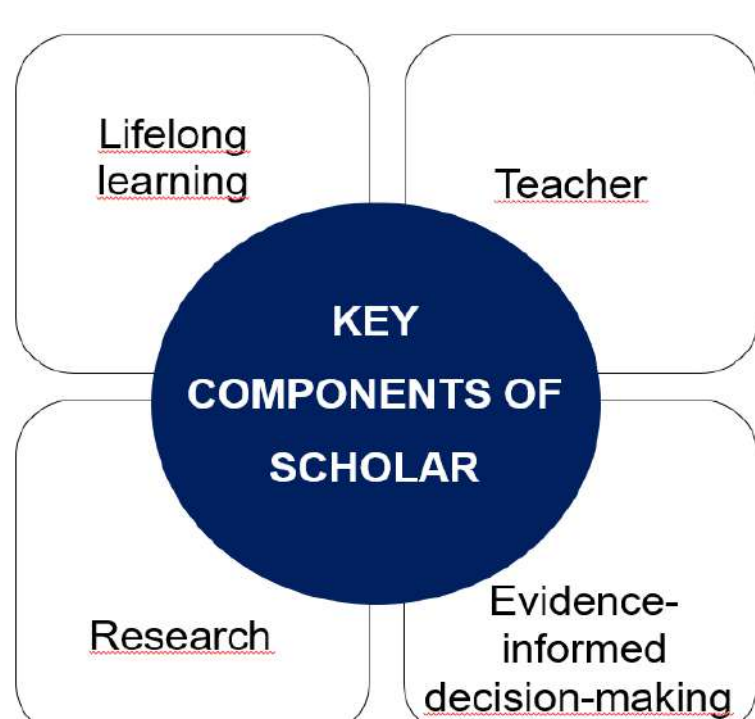 Lifelong
learning
Teacher
KEY
COMPONENTS OF
SCHOLAR
Research
Evidence-
informed
decision-making